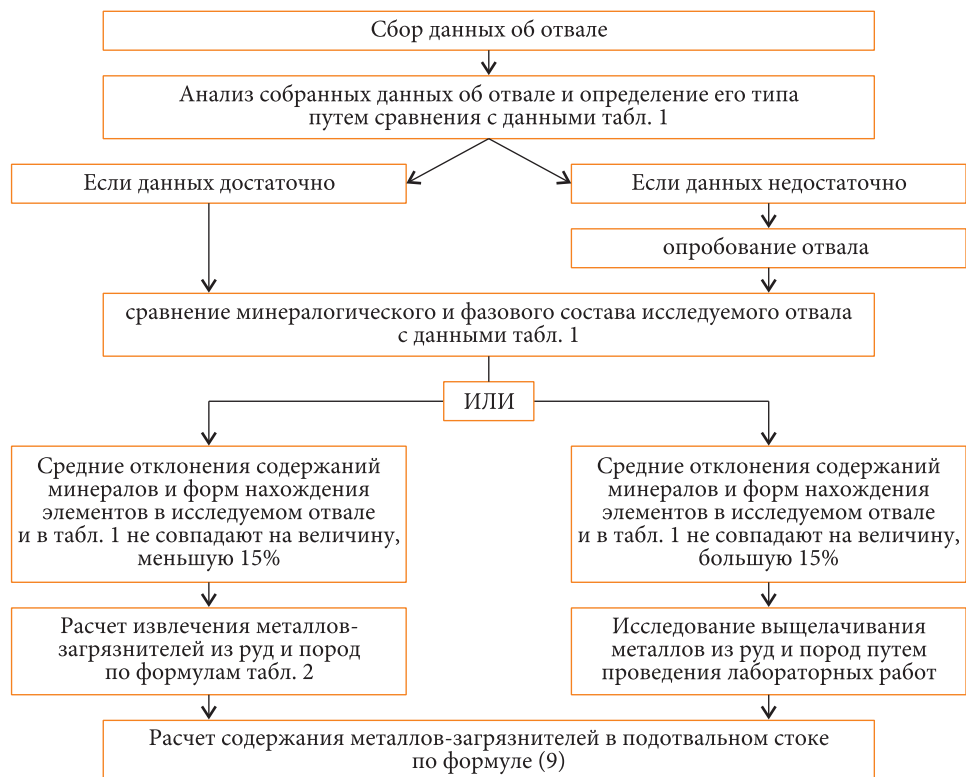 Сбор данных об отвале
Анализ собранных данных об отвале и определение его типа
путем сравнения с данными табл. 1
Если данных достаточно
Если данных недостаточно
опробование отвала
сравнение минералогического и фазового состава исследуемого отвала
с данными табл. 1
ИЛИ
Средние отклонения содержаний
минералов и форм нахождения
элементов в исследуемом отвале
и в табл. 1 не совпадают на величину,
меньшую 15%
Средние отклонения содержаний
минералов и форм нахождения
элементов в исследуемом отвале
и в табл. 1 не совпадают на величину,
большую 15%
Расчет извлечения металлов-
загрязнителей из руд и пород
по формулам табл. 2
Исследование выщелачивания
металлов из руд и пород путем
проведения лабораторных работ
Расчет содержания металлов-загрязнителей в подотвальном стоке
по формуле (9)